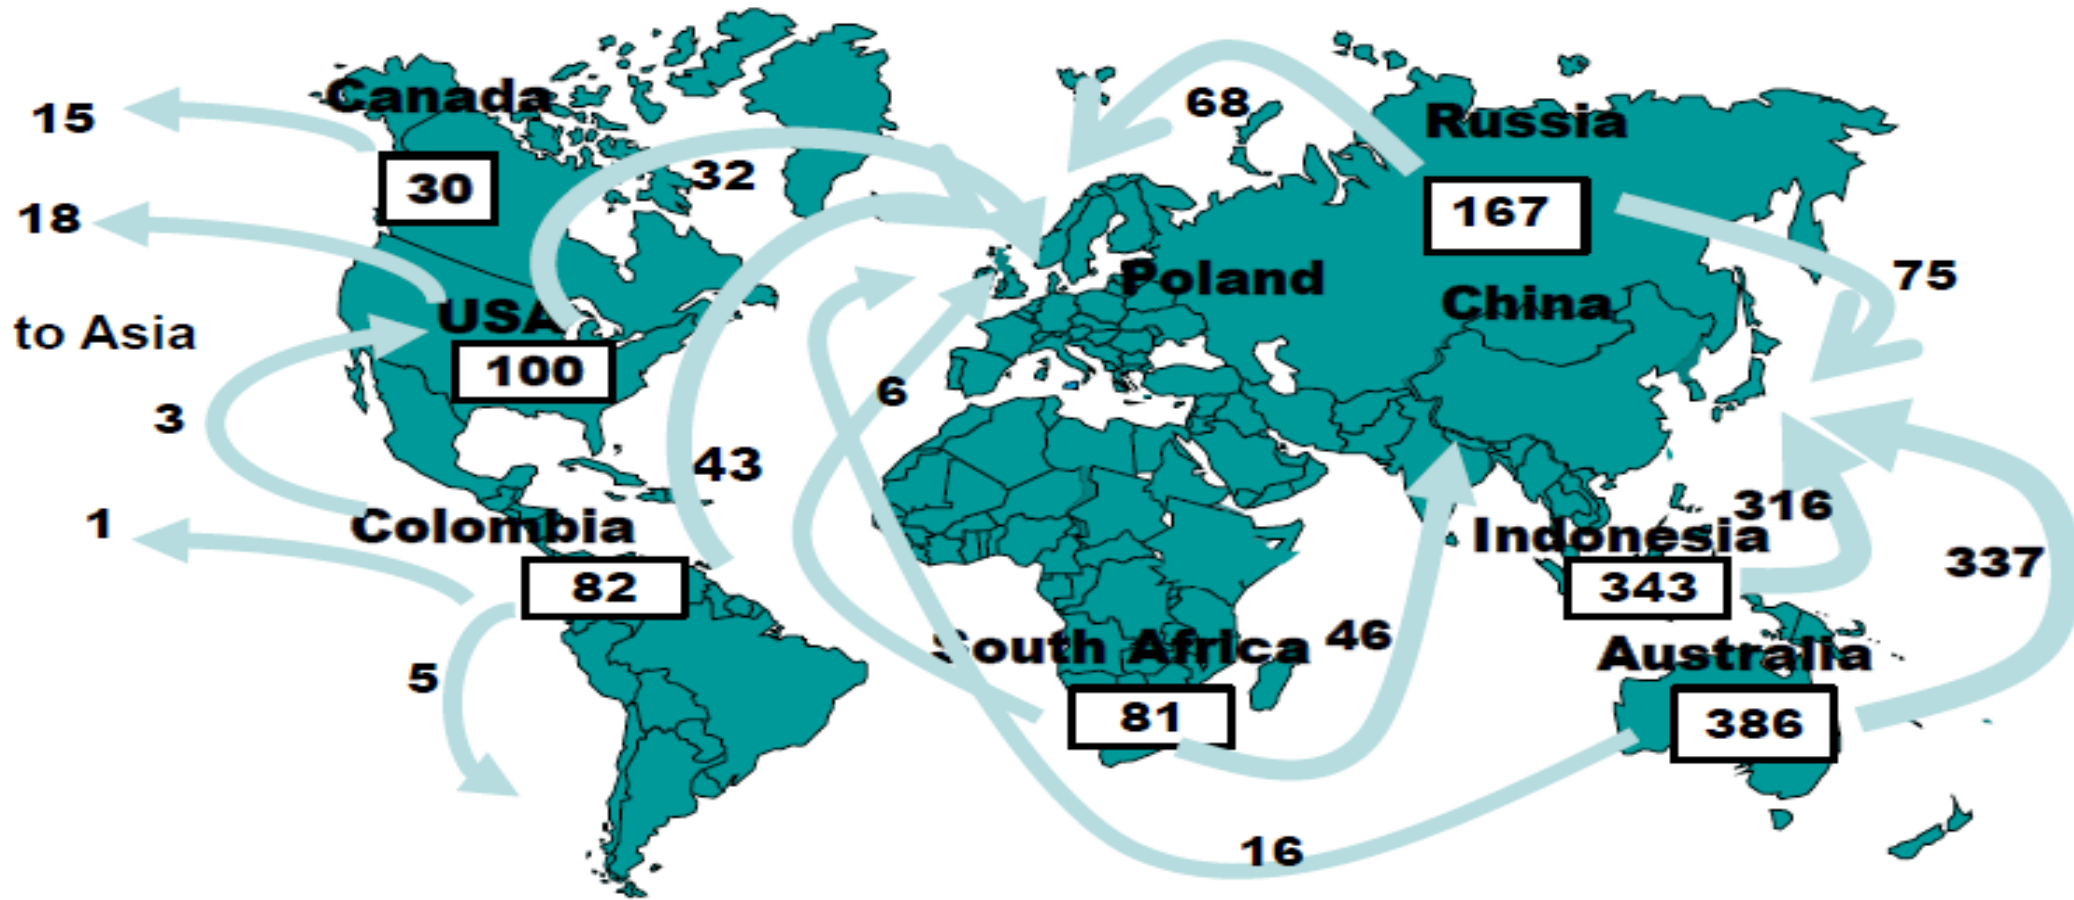 Canada
15
30
18
USA
to Asia
100
3
32
43
1
Colombia
82
5
68
Russia
167
75
Poland
China
6
South Africa
81
46
16
Indonesia
316
343
337
Australia
386